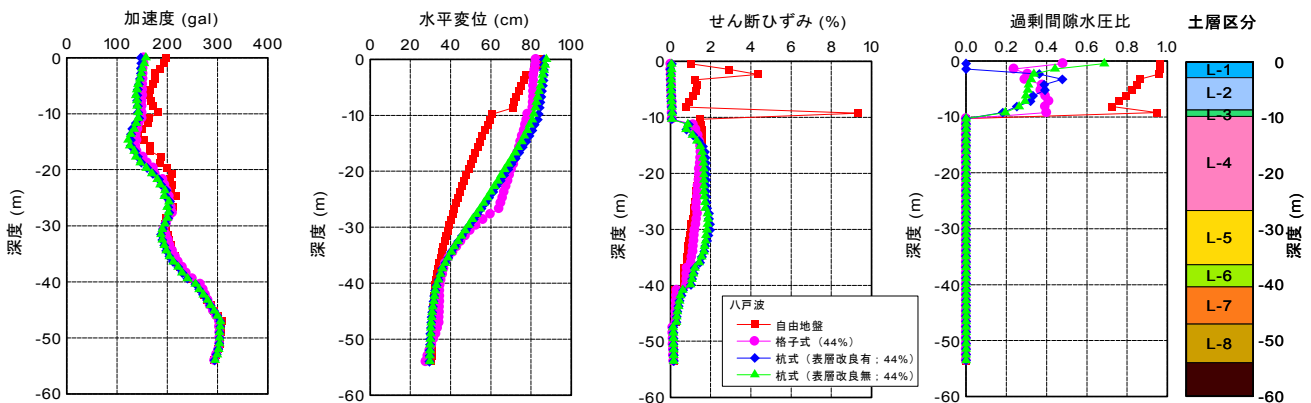 加速度 (gal)
0 100 200 300 400
0
-10
-20
-30
-40
-50
-60
深度 (m)
水平変位 (cm)
0 20 40 60 80 100
0
-10
-20
-30
-40
-50
-60
深度 (m)
せん断ひずみ (%)
0 2 4 6 8 10
0
-10
-20
-30
-40
-50
-60
深度 (m)
八戸波
自由地盤
格子式（44%）
杭式（表層改良有；44%）
杭式（表層改良無；44%）
過剰間隙水圧比
0.0 0.2 0.4 0.6 0.8 1.0
0
-10
-20
-30
-40
-50
-60
深度 (m)
土層区分
L-1
L-2
L-3
L-4
L-5
L-6
L-7
L-8
0
-10
-20
-30
-40
-50
-60
深度 (m)